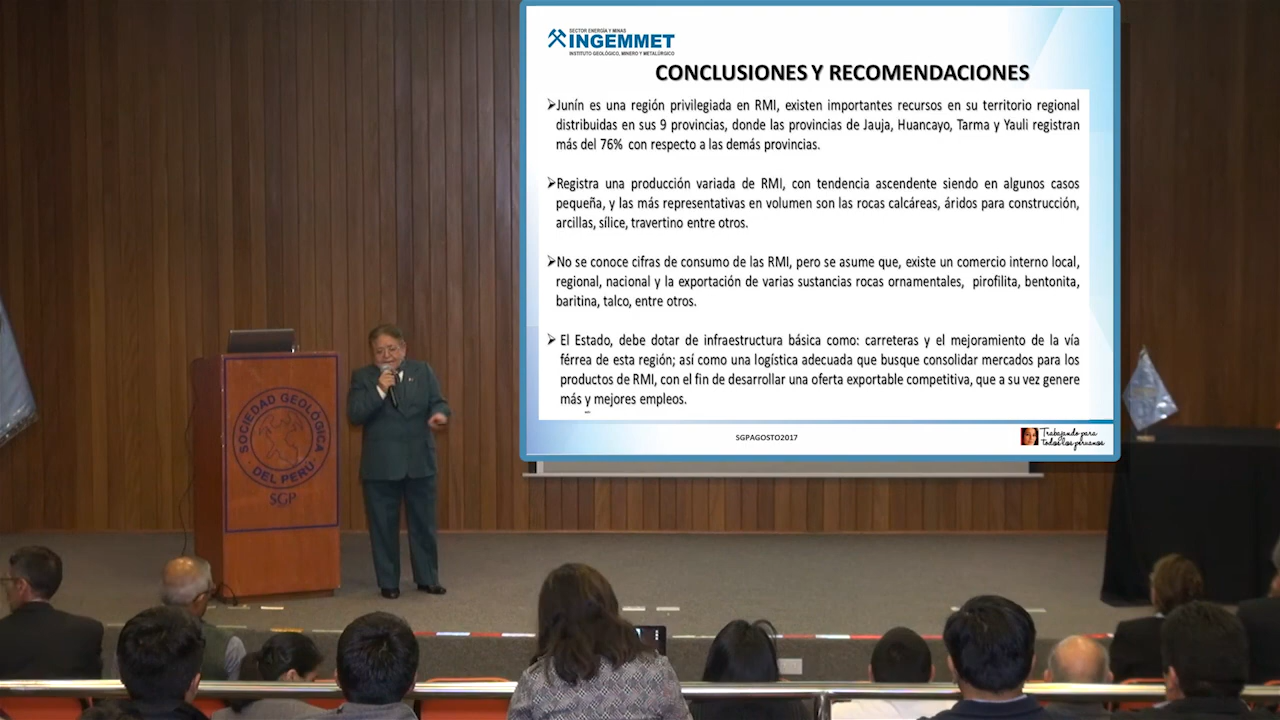 SECTOR ENERGÍA Y MINAS
INGEMMET
INSTITUTO GEOLÓGICO, MINERO Y METALÚRGICO
CONCLUSIONES Y RECOMENDACIONES
➢Junín es una región privilegiada en RMI, existen importantes recursos en su territorio regional
distribuidas en sus 9 provincias, donde las provincias de Jauja, Huancayo, Tarma y Yauli registran
más del 76% con respecto a las demás provincias.
➢Registra una producción variada de RMI, con tendencia ascendente siendo en algunos casos
pequeña, y las más representativas en volumen son las rocas calcáreas, áridos para construcción,
arcillas, sílice, travertino entre otros.
➢No se conoce cifras de consumo de las RMI, pero se asume que, existe un comercio interno local,
regional, nacional y la exportación de varias sustancias rocas ornamentales, pirofilita, bentonita,
baritina, talco, entre otros.
➢ El Estado, debe dotar de infraestructura básica como: carreteras y el mejoramiento de la vía
férrea de esta región; así como una logística adecuada que busque consolidar mercados para los
productos de RMI, con el fin de desarrollar una oferta exportable competitiva, que a su vez genere
más y mejores empleos.
SGPAGOSTO2017
Trabajando para
todos los peruanos
SOCIEDAD GEOLÓGICA
DEL PERU
SGP